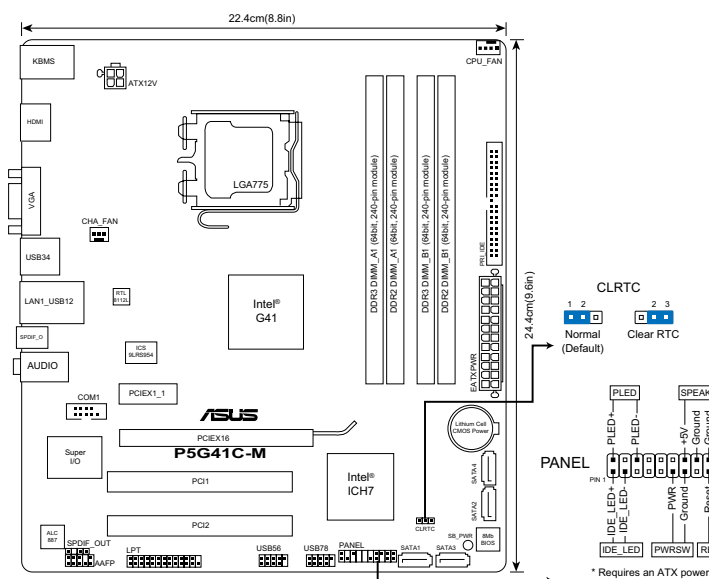 22.4cm(8.8in)
KBMS
ATX12V
CPU_FAN
HDMI
LGA775
VGA
DDR3 DIMM_A1 (64bit, 240-pin module)
DDR2 DIMM_A1 (64bit, 240-pin module)
DDR3 DIMM_B1 (64bit, 240-pin module)
DDR2 DIMM_B1 (64bit, 240-pin module)
PRI_IDE
CHA_FAN
USB34
24.4cm(9.6in)
LAN1_USB12
RTL
8112L
Intel®
G41
CLRTC
1 2
2 3
Normal
(Default)
Clear RTC
SPDIF_O
ICS
9LRS954
AUDIO
EATXPWR
PCIEX1_1
COM1
ASUS
PCIEX16
P5G41C-M
Lithium Cell
CMOS Power
Super
I/O
PCI1
Intel®
ICH7
SATA4
SATA2
CLRTC
PCI2
ALC
887
SB_PWR
8Mb
BIOS
SPDIF_OUT
AAFP
LPT
USB56
USB78
PANEL
SATA1
SATA3
PLED
SPEAK
PLED+
PLED-
+5V
Ground
Ground
PANEL
PIN 1
IDE_LED+
IDE_LED-
PWR
Ground
Reset
IDE_LED
PWRSW
* Requires an ATX power